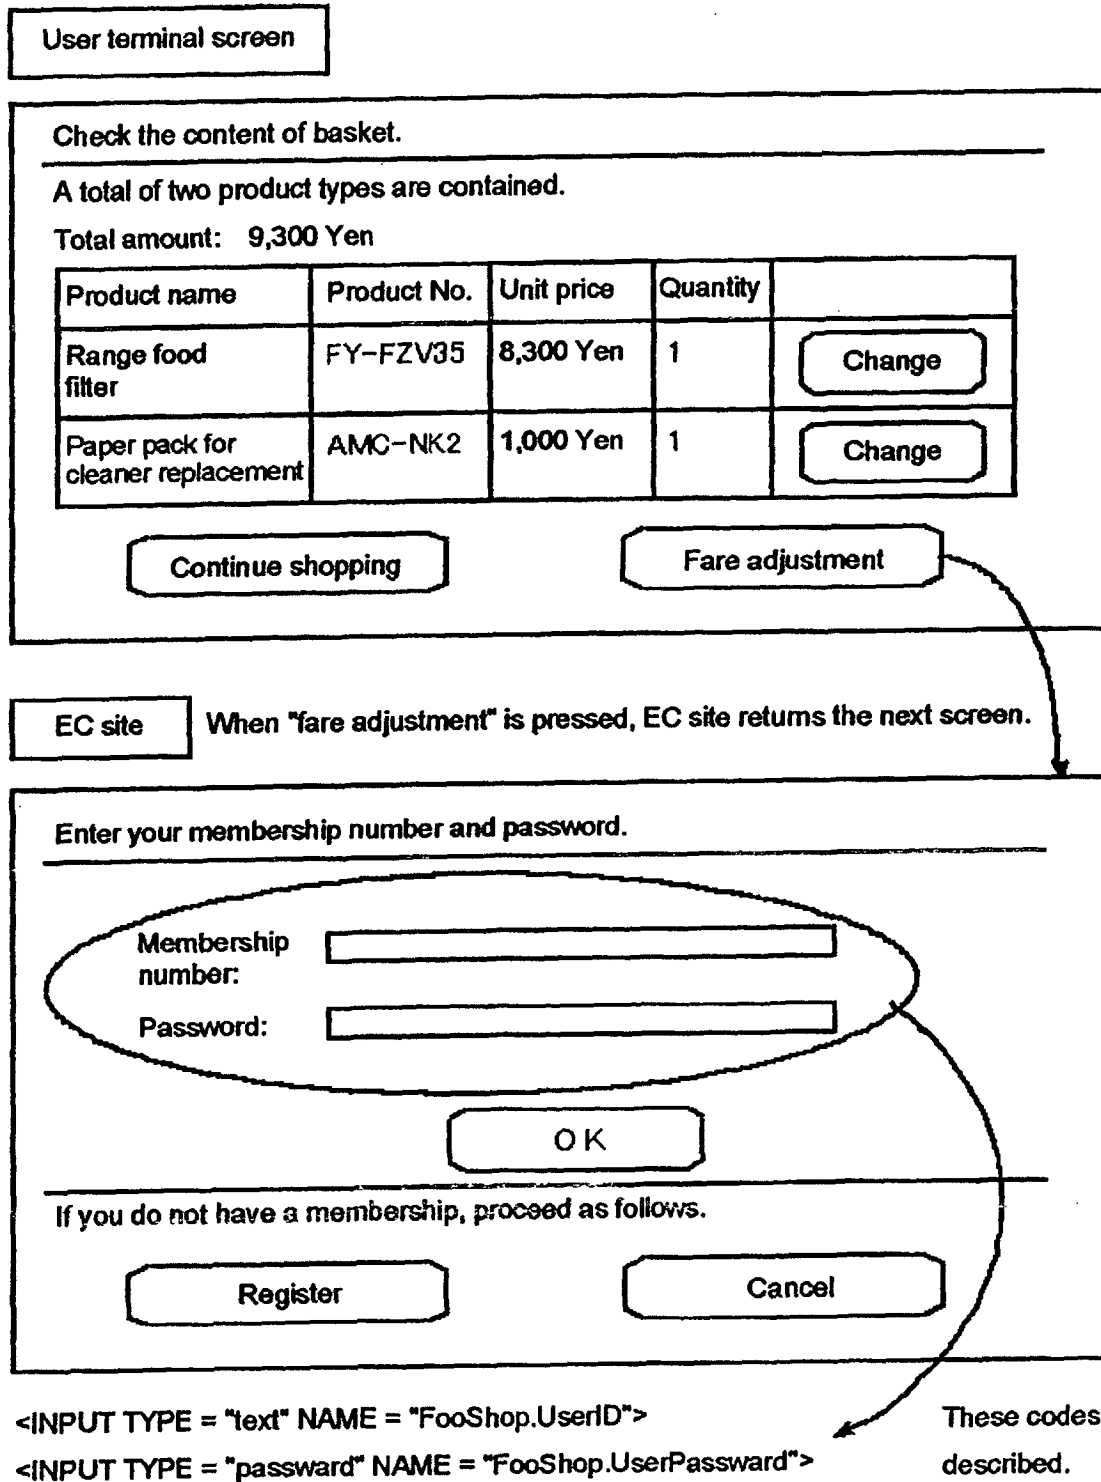 User terminal screen
Check the content of basket.
A total of two product types are contained.
Total amount: 9,300 Yen
Product name Product No. Unit price Quantity
Range food FY-FZV35 8,300 Yen 1 Change
filter
Paper pack for AMC-NK2 1,000 Yen 1 Change
cleaner replacement
Continue shopping Fare adjustment
EC site When "fare adjustment" is pressed, EC site returns the next screen.
Enter your membership number and password.
Membership
number:
Password:
OK
If you do not have a membership, proceed as follows.
Register Cancel
<INPUT TYPE = "text" NAME = "FooShop.UserID"> These codes
<INPUT TYPE = "passward" NAME = "FooShop.UserPassward"> described.